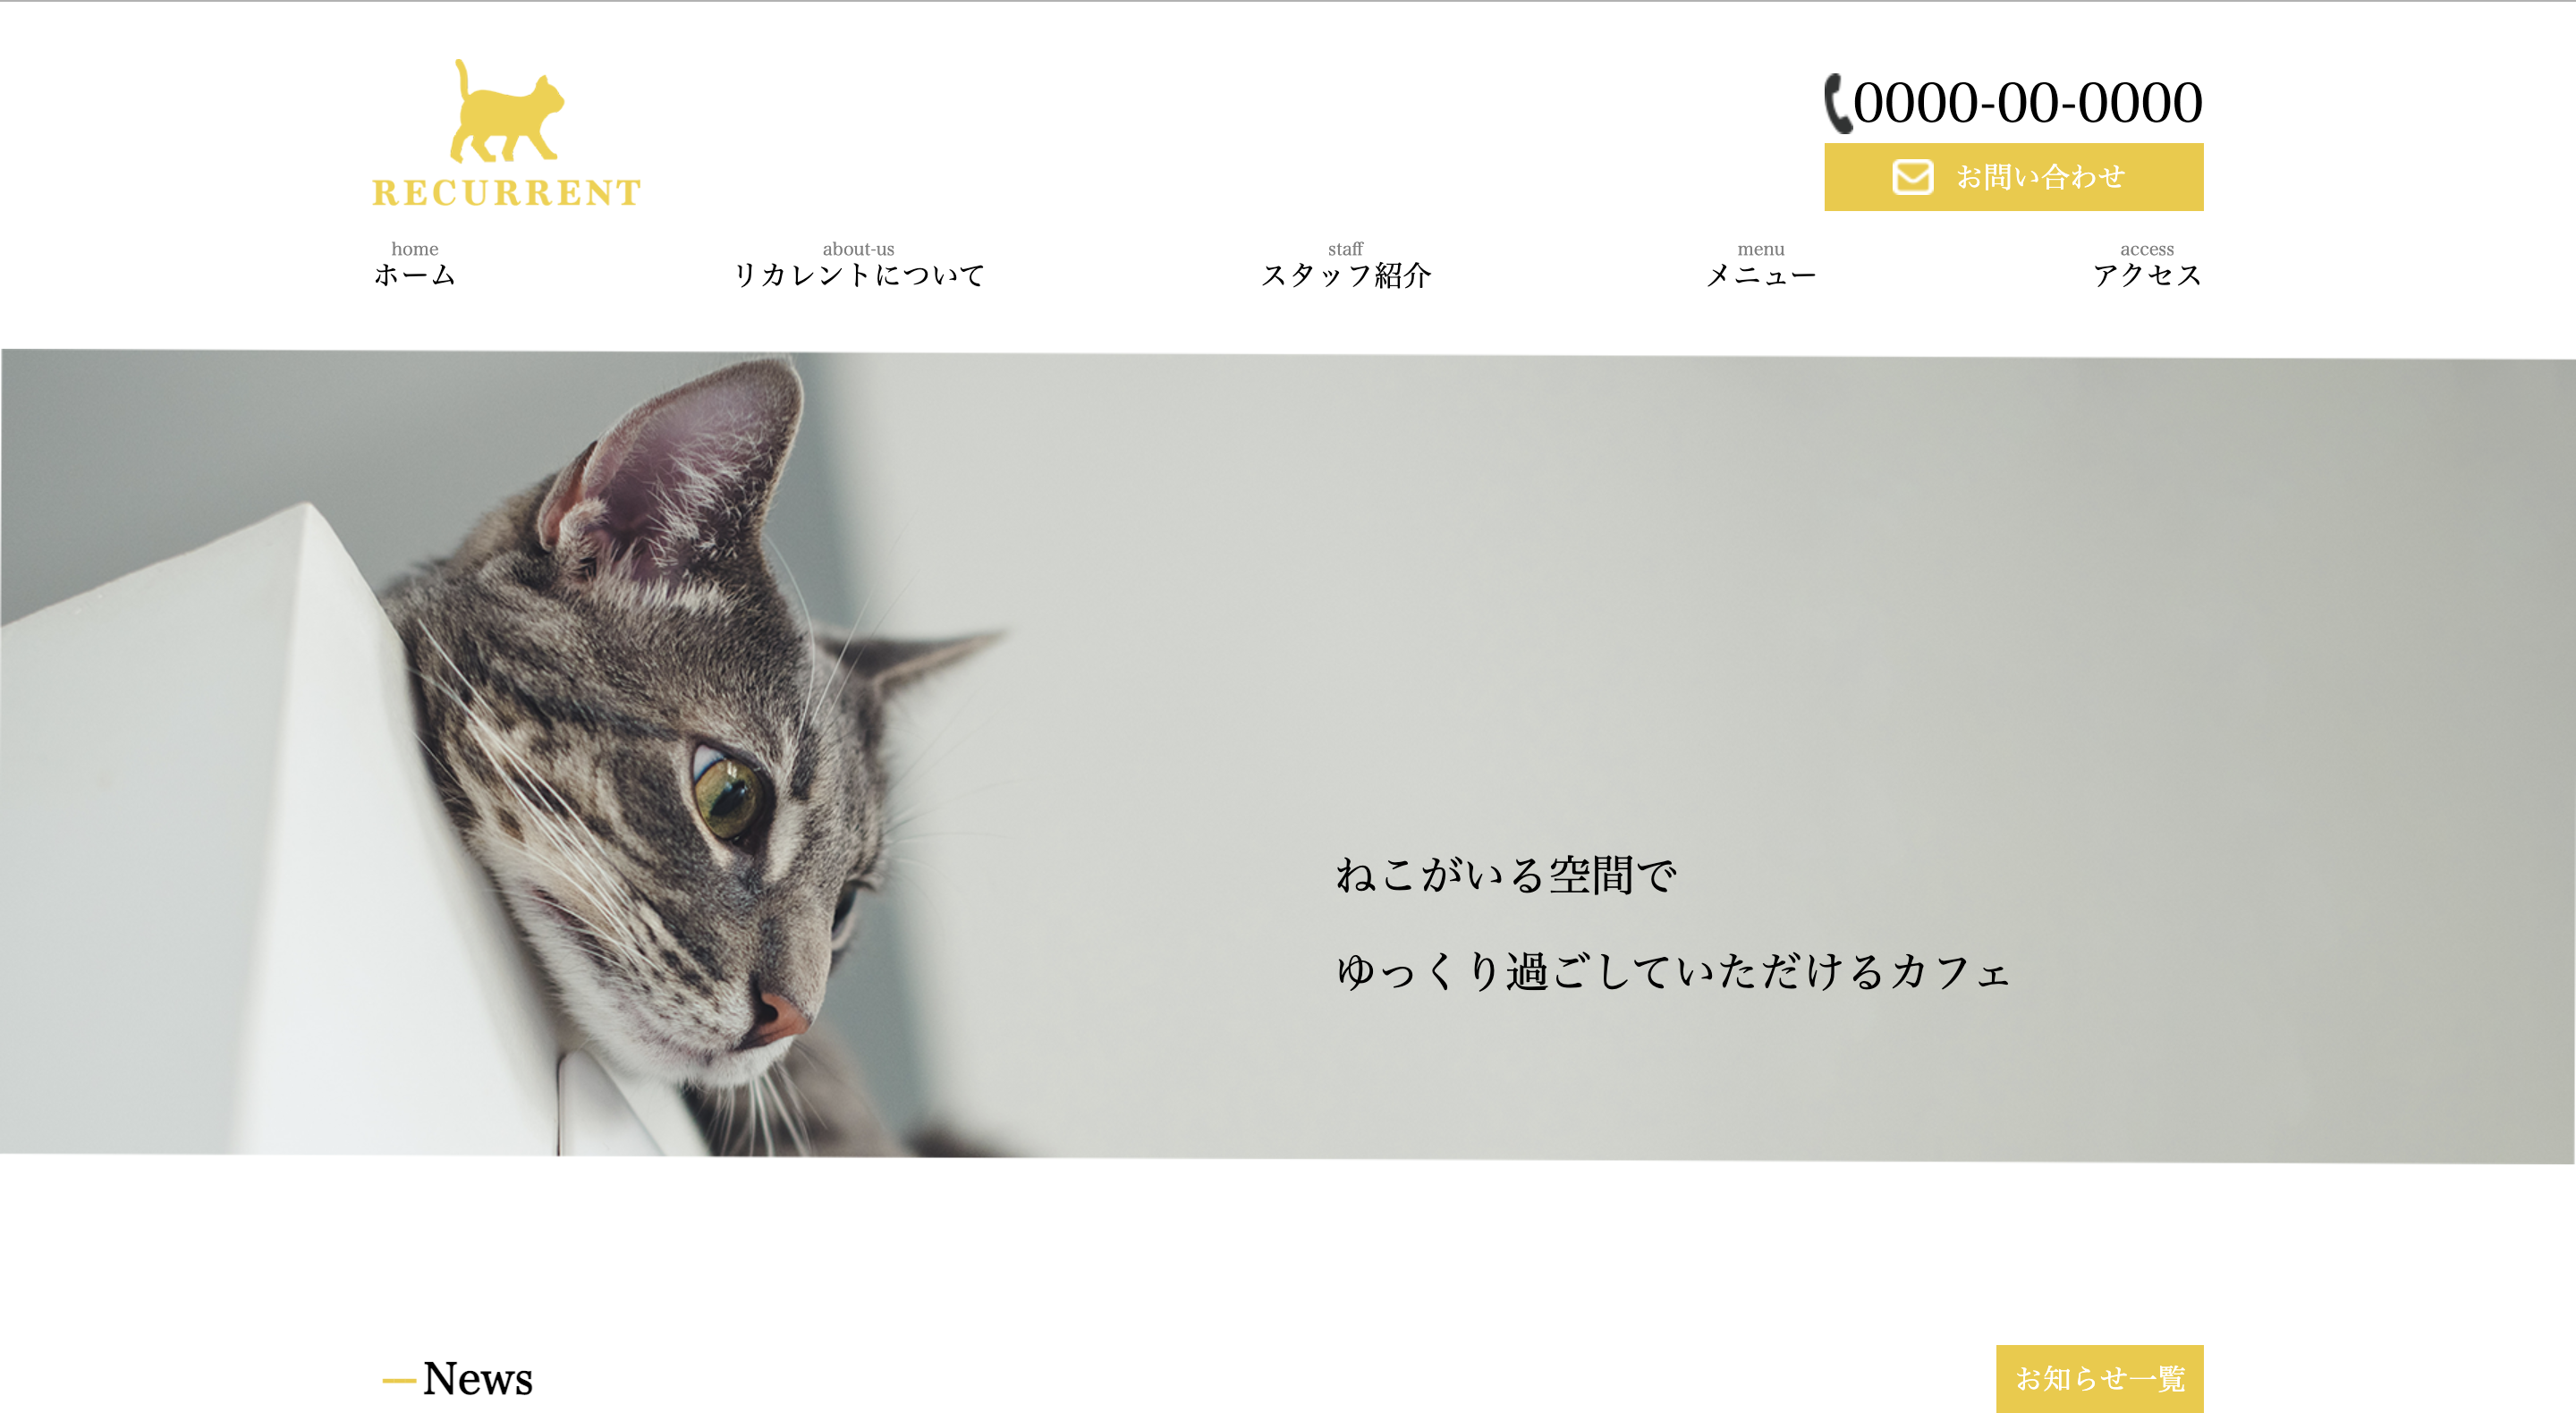 RECURRENT
0000-00-0000
お問い合わせ
home
ホーム
about-us
リカレントについて
staff
スタッフ紹介
menu
メニュー
access
アクセス
ねこがいる空間で
ゆっくり過ごしていただけるカフェ
News
お知らせ一覧